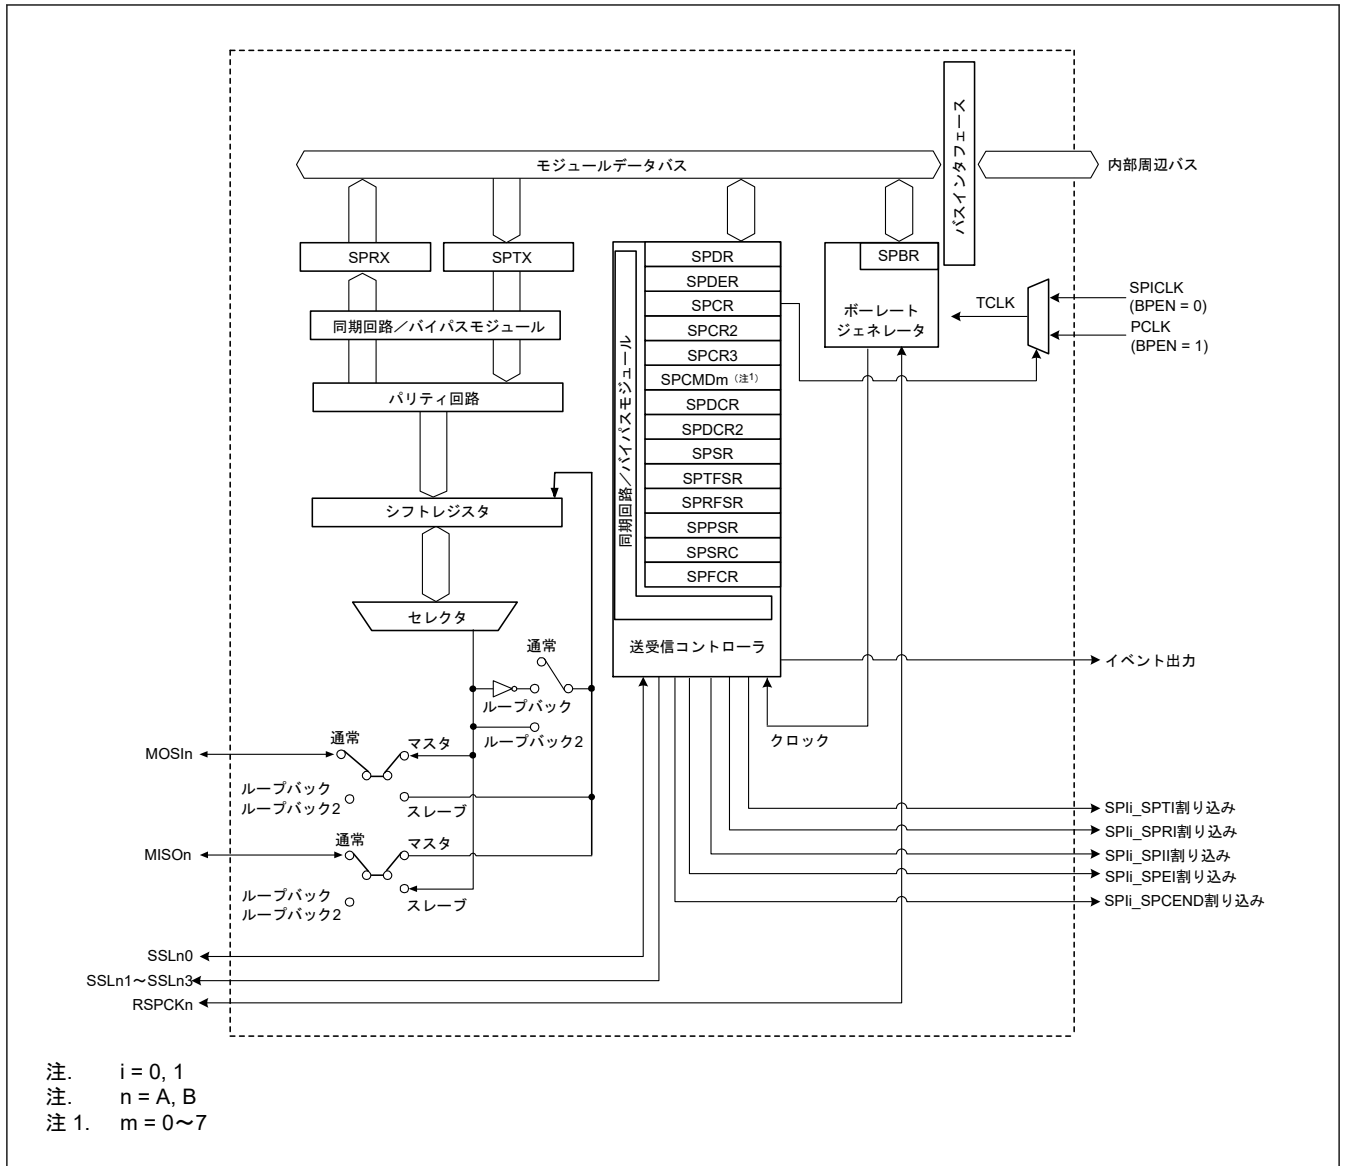 バスインタフェース
モジュールデータバス
内部周辺バス
SPRX
SPTX
SPDR
SPDER
SPCR
SPCR2
SPCR3
SPCMDm（注1）
SPDCR
SPDCR2
SPSR
SPTFSR
SPRFSR
SPPSR
SPSRC
SPFCR
同期回路／バイパスモジュール
送受信コントローラ
SPBR
ボーレート
ジェネレータ
TCLK
SPICLK
(BPEN = 0)
PCLK
(BPEN = 1)
同期回路／バイパスモジュール
パリティ回路
シフトレジスタ
セレクタ
通常
ループバック
ループバック2
クロック
イベント出力
MOSIn
通常
マスタ
ループバック
ループバック2
スレーブ
MISOn
通常
マスタ
ループバック
ループバック2
スレーブ
SPIi_SPTI割り込み
SPIi_SPRI割り込み
SPIi_SPII割り込み
SPIi_SPEI割り込み
SPIi_SPCEND割り込み
SSLn0
SSLn1～SSLn3
RSPCKn
注. i = 0, 1
注. n = A, B
注 1. m = 0～7